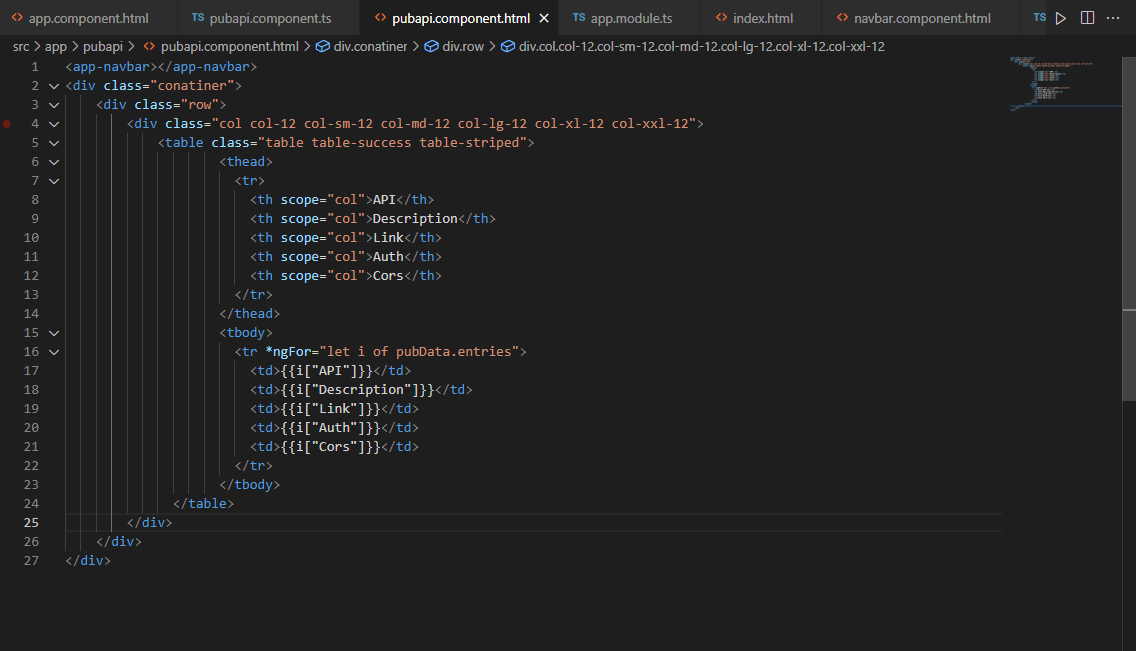 app.component.html TS pubapi.component.ts pubapi.component.html TS app.module.ts index.html navbar.component.html TS
src > app > pubapi > pubapi.component.html > div.conatiner > div.row > div.col.col-12.col-sm-12.col-md-12.col-lg-12.col-xl-12.col-xxl-12
1 <app-navbar></app-navbar>
2 <div class="conatiner">
3 <div class="row">
4 <div class="col col-12 col-sm-12 col-md-12 col-lg-12 col-xl-12 col-xxl-12">
5 <table class="table table-success table-striped">
6 <thead>
7 <tr>
8 <th scope="col">API</th>
9 <th scope="col">Description</th>
10 <th scope="col">Link</th>
11 <th scope="col">Auth</th>
12 <th scope="col">Cors</th>
13 </tr>
14 </thead>
15 <tbody>
16 <tr *ngFor="let i of pubData.entries">
17 <td>{{i["API"]}}</td>
18 <td>{{i["Description"]}}</td>
19 <td>{{i["Link"]}}</td>
20 <td>{{i["Auth"]}}</td>
21 <td>{{i["Cors"]}}</td>
22 </tr>
23 </tbody>
24 </table>
25 </div>
26 </div>
27 </div>